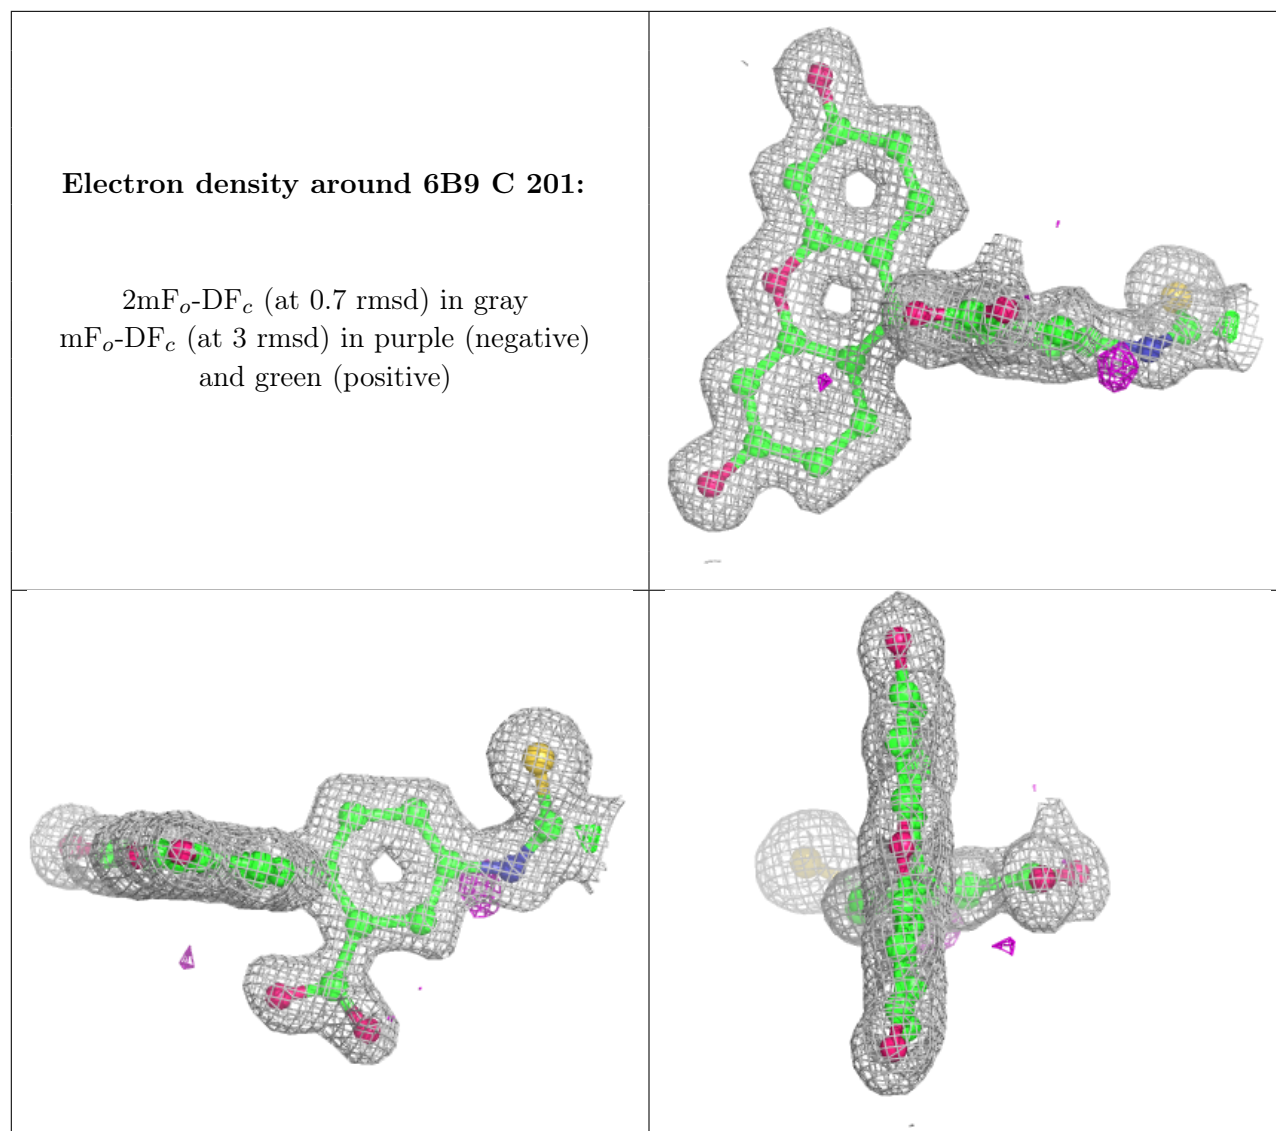 Electron density around 6B9 C 201:
2mFₒ-DF𝒸 (at 0.7 rmsd) in gray
mFₒ-DF𝒸 (at 3 rmsd) in purple (negative)
and green (positive)